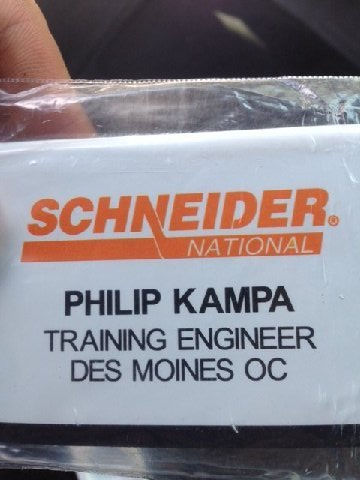 SCHNEIDER®
NATIONAL
PHILIP KAMPA
TRAINING ENGINEER
DES MOINES OC